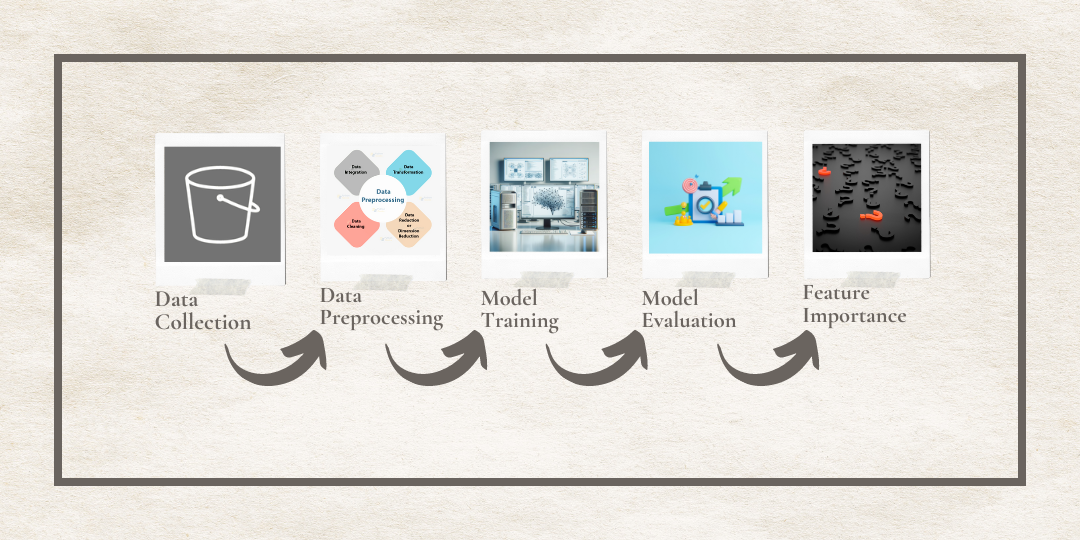 Data
Collection
Data
Integration
Data
Transformation
Data
Preprocessing
Data
Cleaning
Data
Reduction
or
Dimension
Reduction
Data
Preprocessing
Model
Training
Model
Evaluation
Feature
Importance